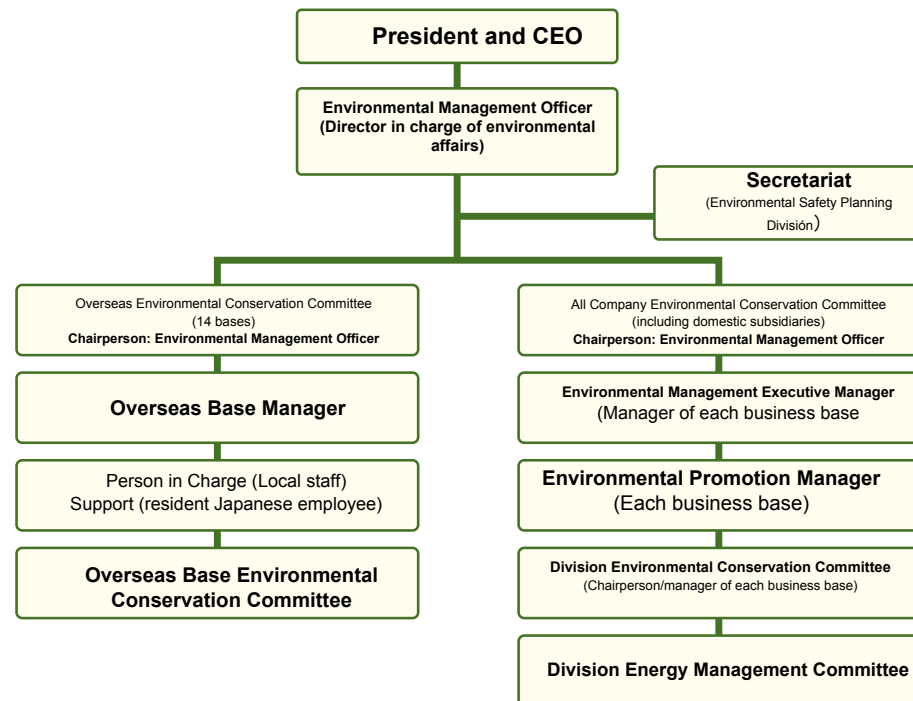 President and CEO
Environmental Management Officer
(Director in charge of environmental
affairs)
Secretariat
(Environmental Safety Planning
División)
Overseas Environmental Conservation Committee
(14 bases)
Chairperson: Environmental Management Officer
All Company Environmental Conservation Committee
(including domestic subsidiaries)
Chairperson: Environmental Management Officer
Overseas Base Manager
Environmental Management Executive Manager
(Manager of each business base
Person in Charge (Local staff)
Support (resident Japanese employee)
Environmental Promotion Manager
(Each business base)
Overseas Base Environmental
Conservation Committee
Division Environmental Conservation Committee
(Chairperson/manager of each business base)
Division Energy Management Committee